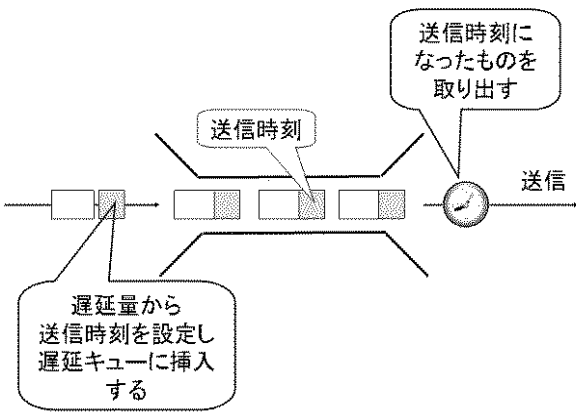 送信時刻に
なったものを
取り出す
送信時刻
送信
遅延量から
送信時刻を設定し
遅延キューに挿入
する